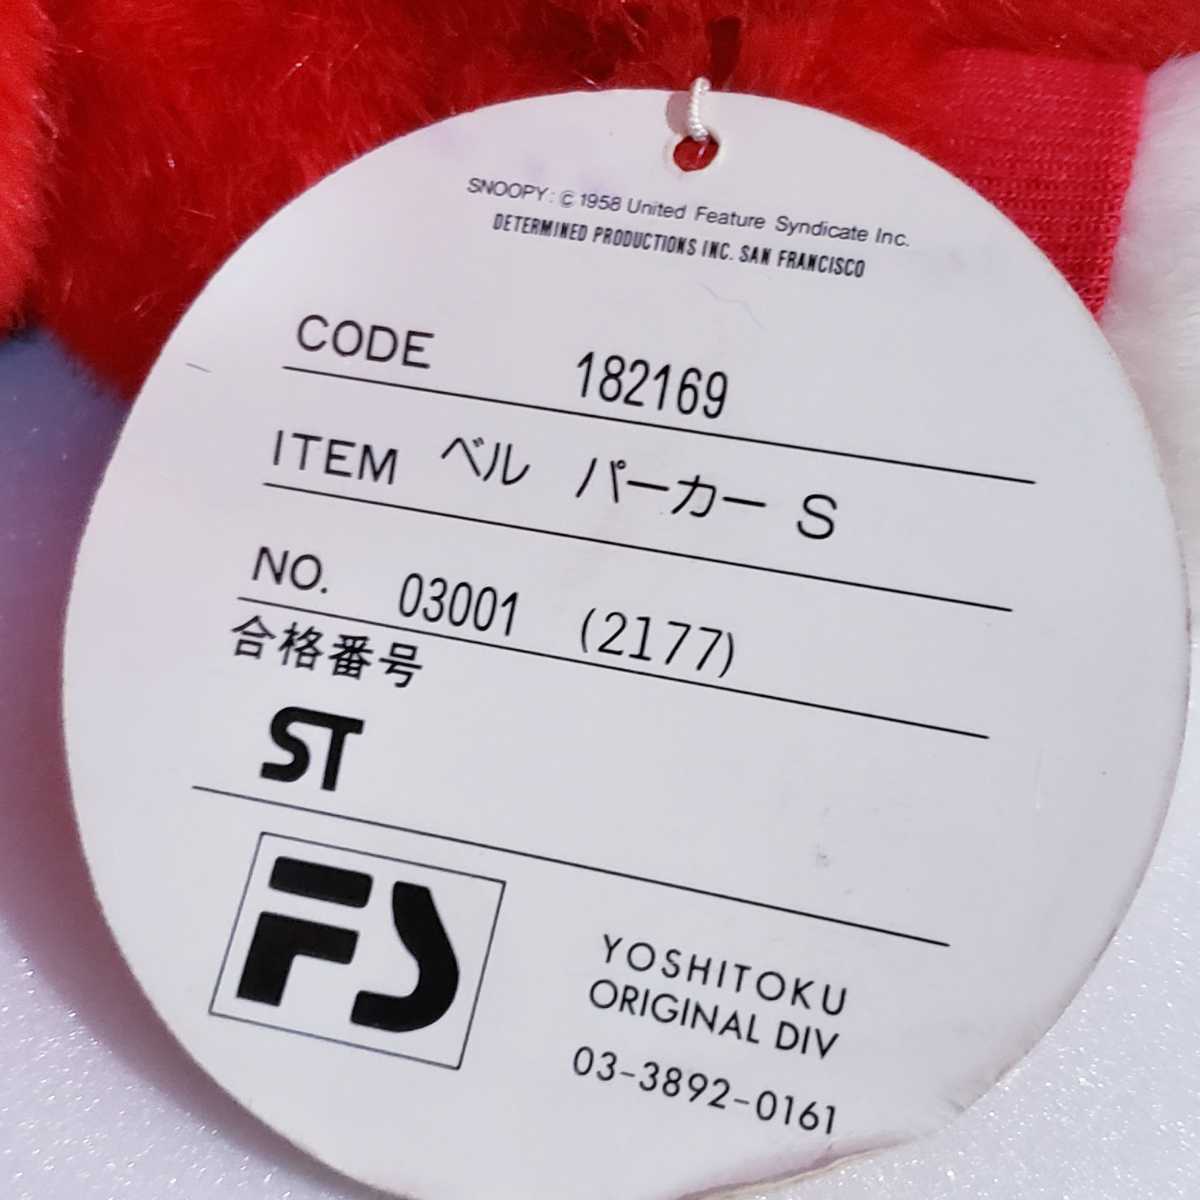 SNOOPY: © 1958 United Feature Syndicate Inc.
DETERMINED PRODUCTIONS INC. SAN FRANCISCO
CODE 182169
ITEM ベル パーカー S
NO. 03001 (2177)
合格番号
ST
FS
YOSHITOKU
ORIGINAL DIV
03-3892-0161